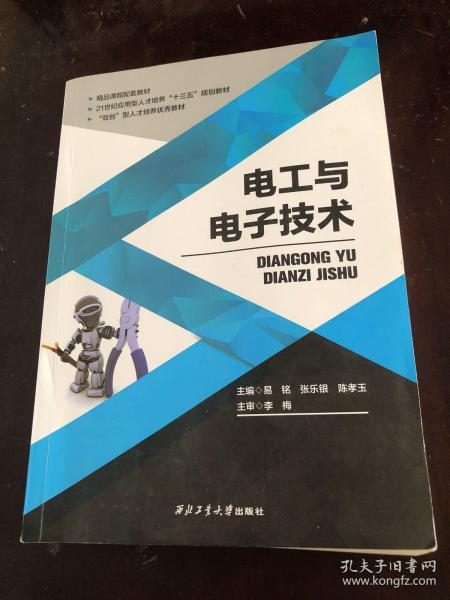 精品课程配套教材
21世纪应用型人才培养“十三五”规划教材
“双创”型人才培养优秀教材
电工与
电子技术
DIANGONG YU
DIANZI JISHU
主编◇易 铭 张乐银 陈孝玉
主审◇李 梅
西北工业大学出版社
孔夫子旧书网
www.kongfz.com